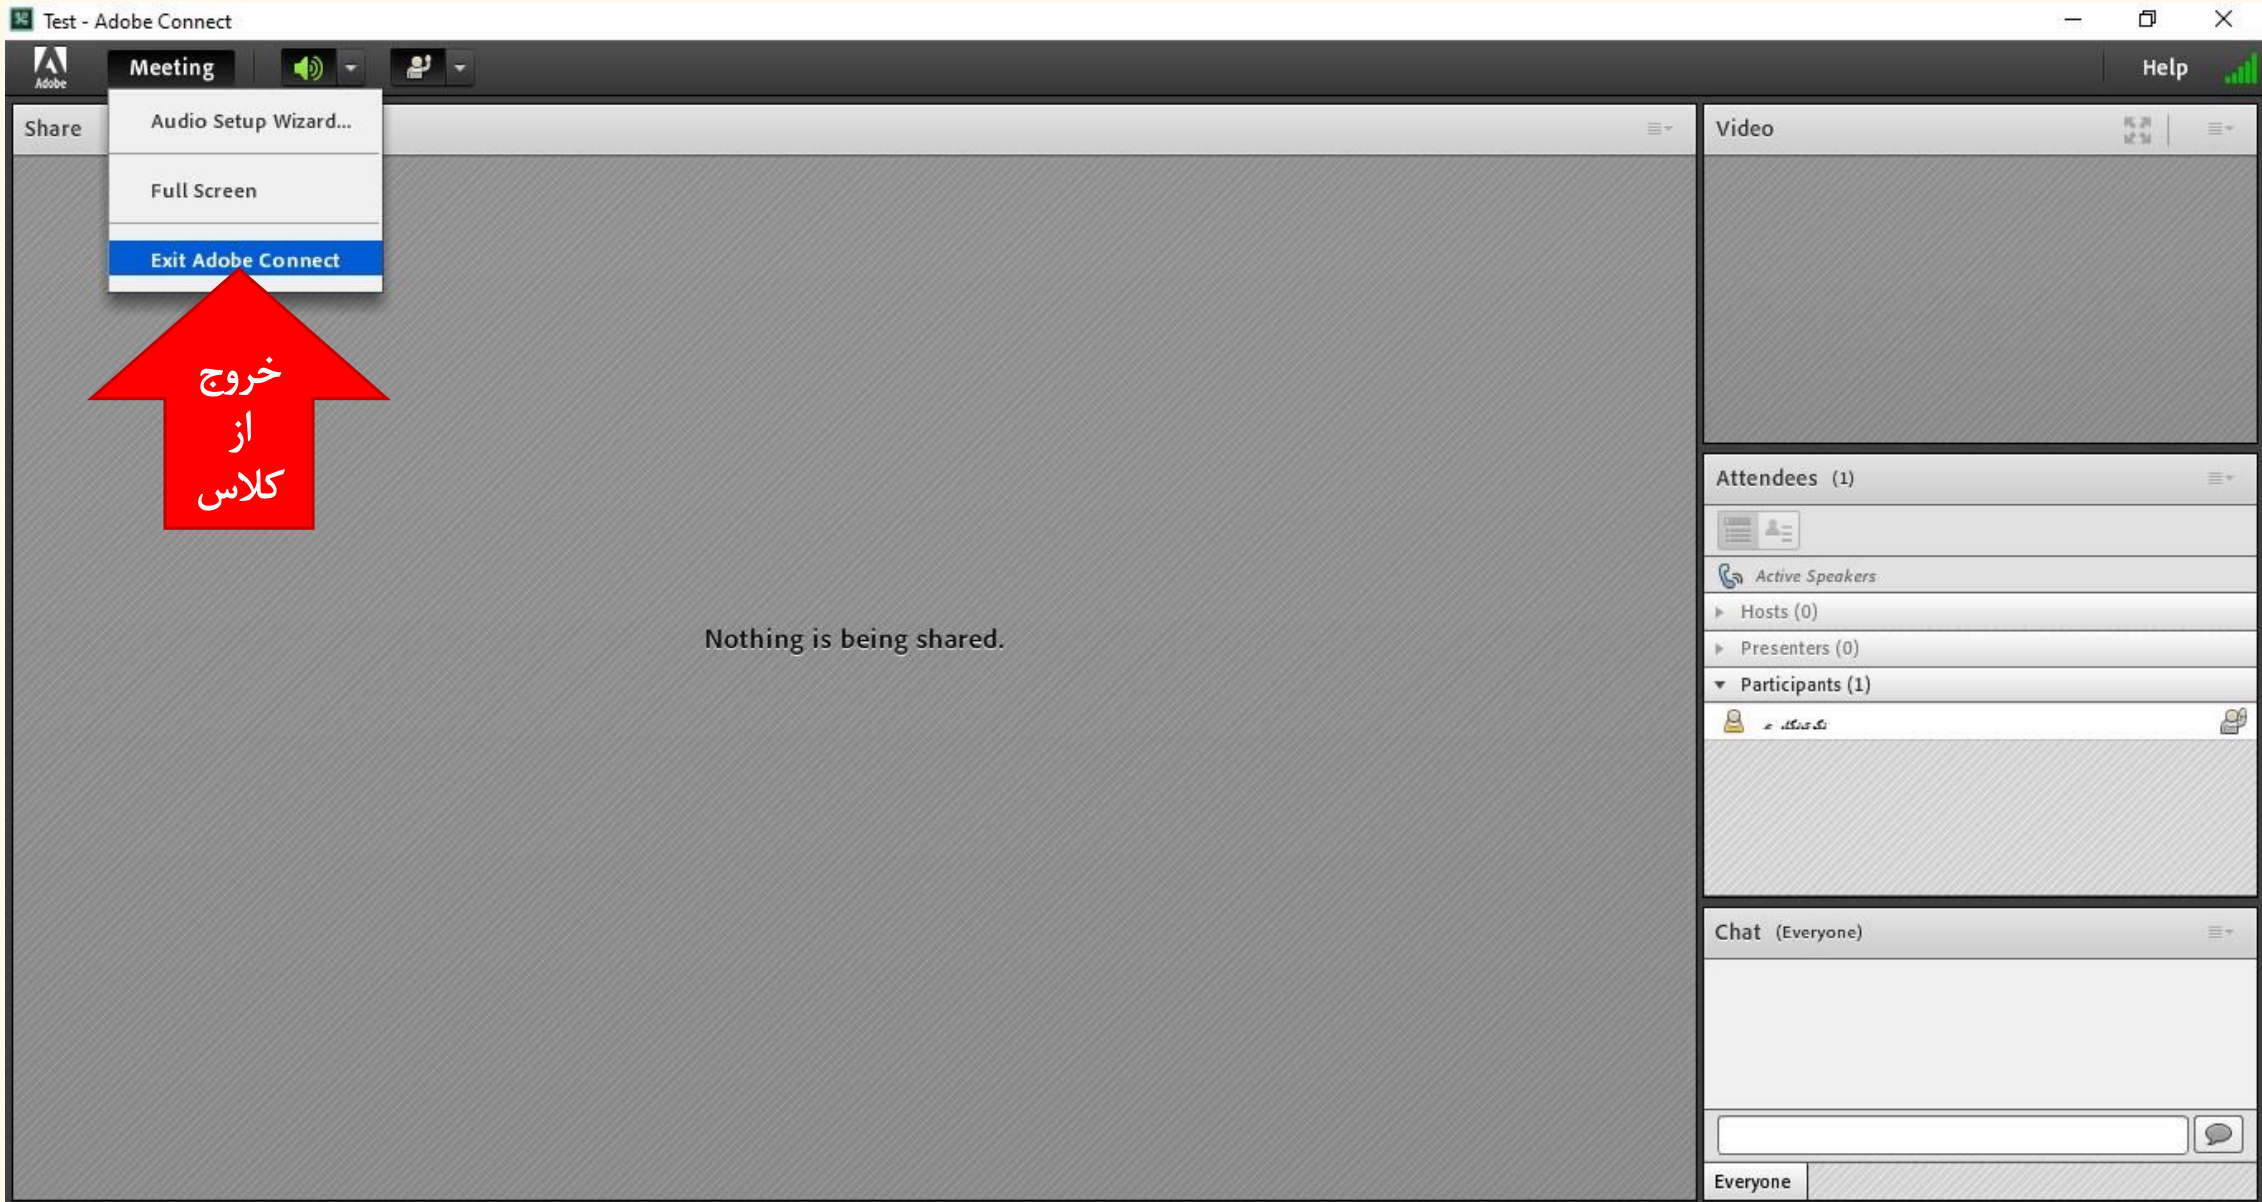 Test - Adobe Connect
Adobe
Meeting
Help
Audio Setup Wizard...
Full Screen
Exit Adobe Connect
Share
خروج
از
کلاس
Nothing is being shared.
Video
Attendees (1)
Active Speakers
Hosts (0)
Presenters (0)
Participants (1)
Chat (Everyone)
Everyone